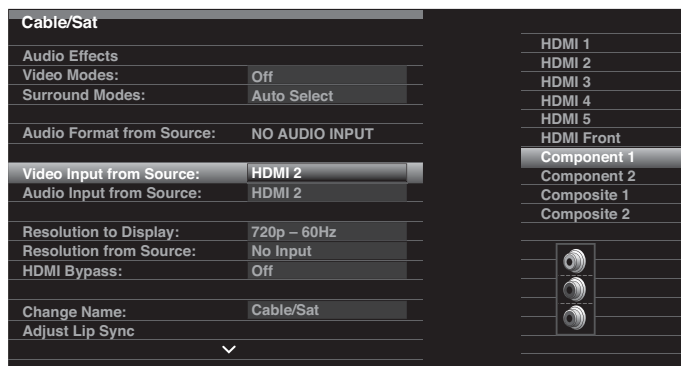 Cable/Sat
Audio Effects
Video Modes: Off
Surround Modes: Auto Select
Audio Format from Source: NO AUDIO INPUT
Video Input from Source: HDMI 2
Audio Input from Source: HDMI 2
Resolution to Display: 720p – 60Hz
Resolution from Source: No Input
HDMI Bypass: Off
Change Name: Cable/Sat
Adjust Lip Sync
HDMI 1
HDMI 2
HDMI 3
HDMI 4
HDMI 5
HDMI Front
Component 1
Component 2
Composite 1
Composite 2